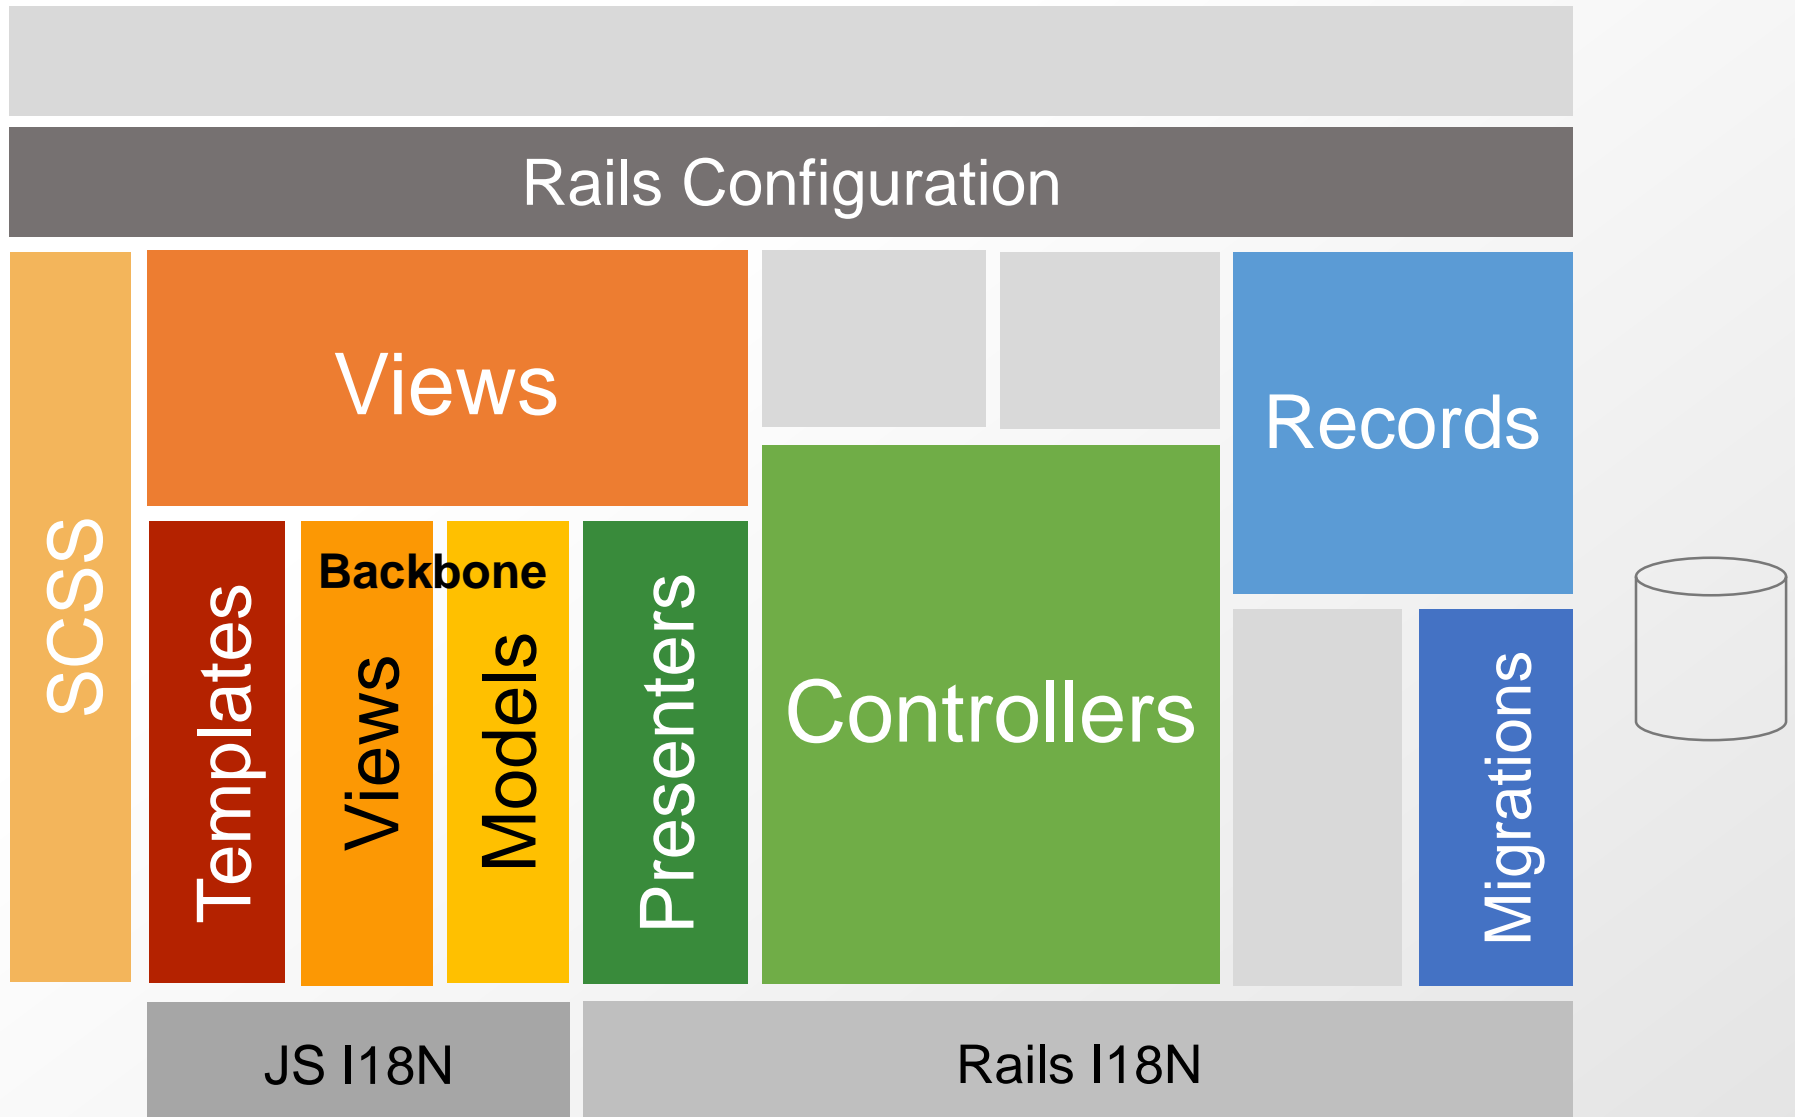 Rails Configuration
SCSS
Views
Records
Backbone
Templates
Views
Models
Presenters
Controllers
Migrations
JS I18N
Rails I18N